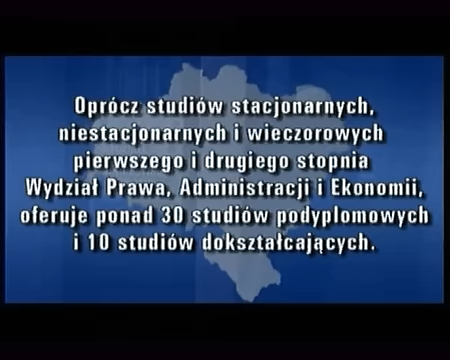 Oprócz studiów stacjonarnych,
niestacjonarnych i wieczorowych
pierwszego i drugiego stopnia
Wydział Prawa, Administracji i Ekonomii,
oferuje ponad 30 studiów podyplomowych
i 10 studiów dokształcających.